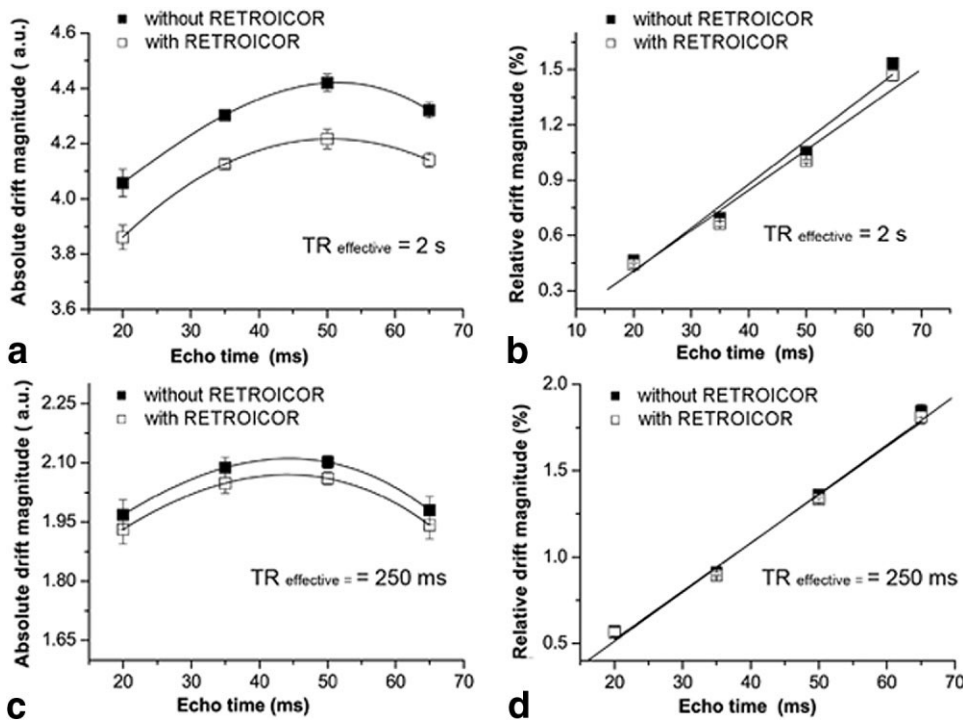 without RETROICOR
with RETROICOR
Absolute drift magnitude ( a.u.)
4.6
4.4
4.2
4.0
3.8
3.6
TR effective = 2 s
20 30 40 50 60 70
Echo time (ms)
a
without RETROICOR
with RETROICOR
Relative drift magnitude (%)
1.5
1.2
0.9
0.6
0.3
TR effective = 2 s
10 20 30 40 50 60 70
Echo time (ms)
b
without RETROICOR
with RETROICOR
Absolute drift magnitude ( a.u.)
2.25
2.10
1.95
1.80
1.65
TR effective = = 250 ms
20 30 40 50 60 70
Echo time (ms)
c
without RETROICOR
with RETROICOR
Relative drift magnitude (%)
2.0
1.5
1.0
0.5
TR effective = = 250 ms
20 30 40 50 60 70
Echo time (ms)
d